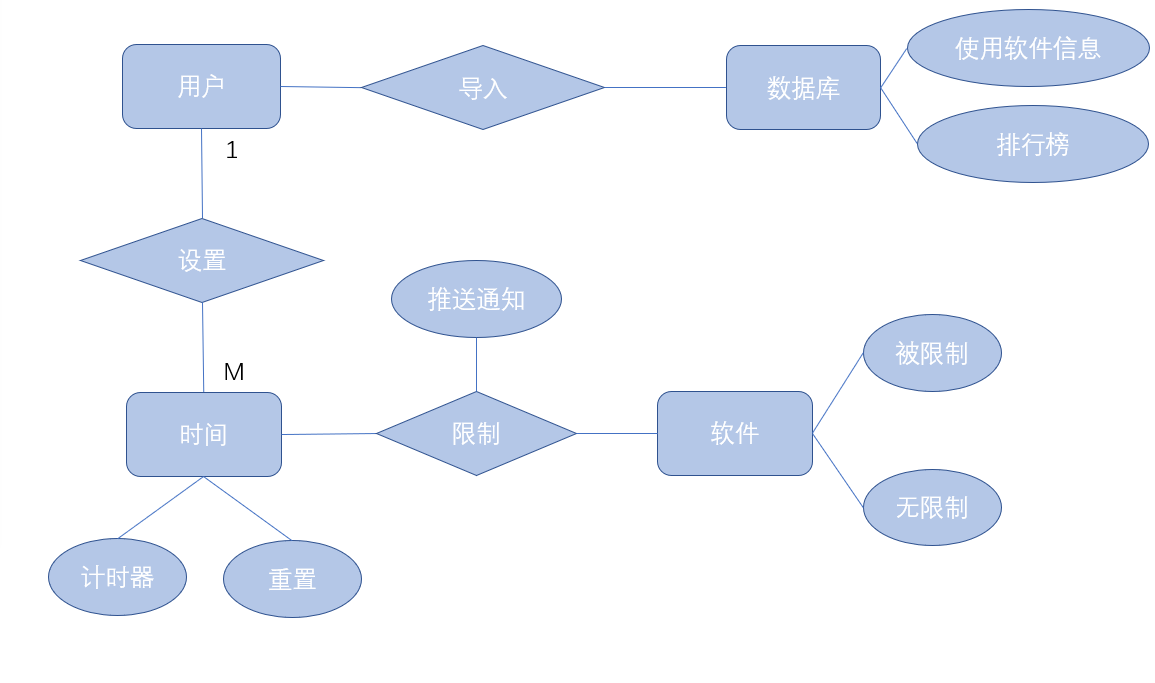 使用软件信息
用户
导入
数据库
排行榜
1
设置
推送通知
被限制
M
时间
限制
软件
无限制
计时器
重置